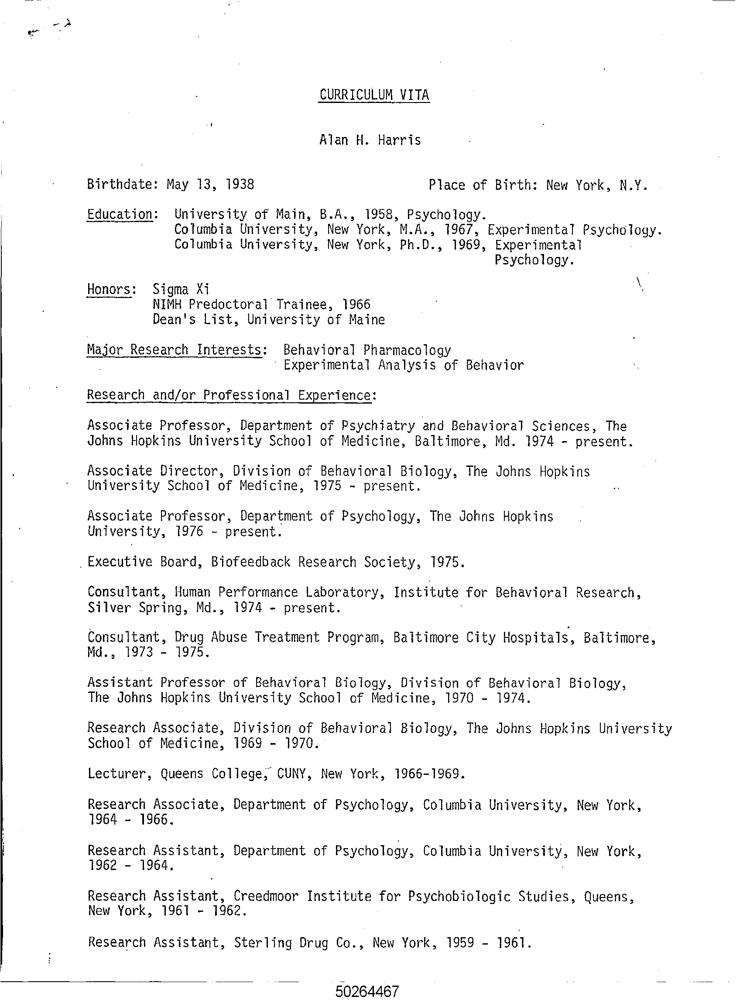 CURRICULUM VITA
Alan H. Harris
Birthdate: May 13, 1938 Place of Birth: New York, N.Y.
Education: University of Main, B.A., 1958, Psychology.
Columbia University, New York, M.A., 1967, Experimental Psychology.
Columbia University, New York, Ph.D., 1969, Experimental
Psychology.
Honors: Sigma Xi
NIMH Predoctoral Trainee, 1966
Dean's List, University of Maine
Major Research Interests: Behavioral Pharmacology
Experimental Analysis of Behavior
Research and/or Professional Experience:
Associate Professor, Department of Psychiatry and Behavioral Sciences, The
Johns Hopkins University School of Medicine, Baltimore, Md. 1974 - present.
Associate Director, Division of Behavioral Biology, The Johns Hopkins
University School of Medicine, 1975 - present.
Associate Professor, Department of Psychology, The Johns Hopkins
University, 1976 - present.
Executive Board, Biofeedback Research Society, 1975.
Consultant, Human Performance Laboratory, Institute for Behavioral Research,
Silver Spring, Md., 1974 - present.
Consultant, Drug Abuse Treatment Program, Baltimore City Hospitals, Baltimore,
Md., 1973 - 1975.
Assistant Professor of Behavioral Biology, Division of Behavioral Biology,
The Johns Hopkins University School of Medicine, 1970 - 1974.
Research Associate, Division of Behavioral Biology, The Johns Hopkins University
School of Medicine, 1969 - 1970.
Lecturer, Queens College, CUNY, New York, 1966-1969.
Research Associate, Department of Psychology, Columbia University, New York,
1964 - 1966.
Research Assistant, Department of Psychology, Columbia University, New York,
1962 - 1964.
Research Assistant, Creedmoor Institute for Psychobiologic Studies, Queens,
New York, 1961 - 1962.
Research Assistant, Sterling Drug Co., New York, 1959 - 1961.
50264467